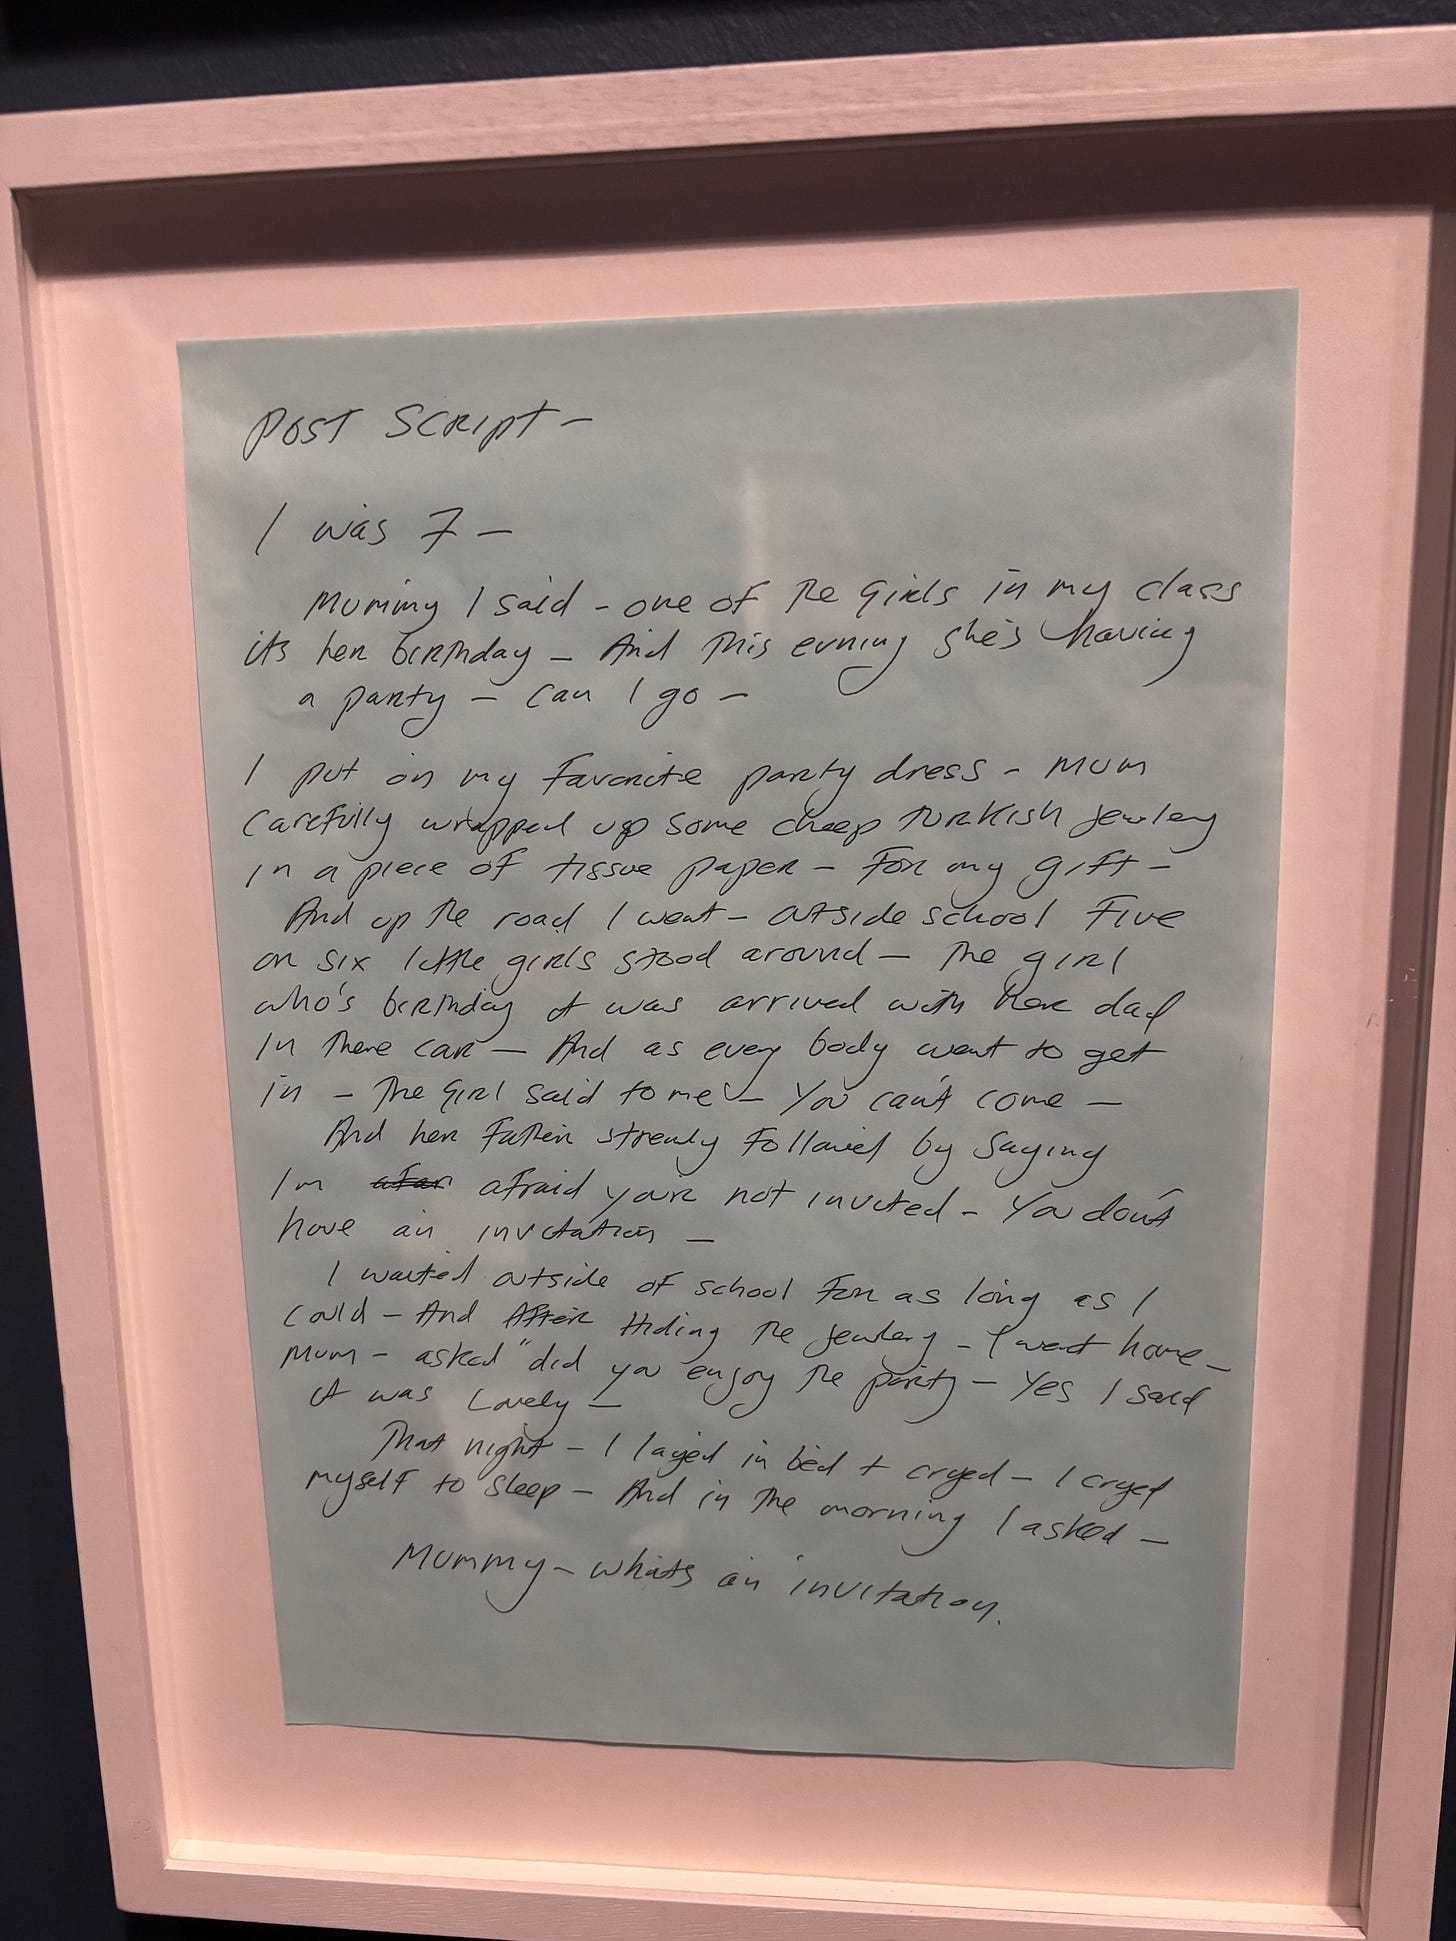 POST SCRIPT —
I was 7 —
Mummy I said - one of the Girls in my class
its her birthday — And This evning she's having
a party — can I go —
I put on my favorite party dress - Mum
carefully wrapped up some cheep TURKISH jewley
in a piece of tissue paper — For my gift —
And up the road I went — outside school Five
or six little girls stood around — The girl
who's birthday it was arrived with her dad
In There car — And as every body went to get
in — The Girl said to me — You can't come —
And her Father sternly followed by saying
I'm afar afraid your not invited — You don't
have an invitation —
I waited outside of school For as long as I
could — And After Hiding the jewlery — I went home —
Mum — asked "did you enjoy the party — Yes I said
it was Lovely —
That night — I layed in bed + cryed — I cryed
myself to sleep — And in the morning I asked —
Mummy — whats an invitation.